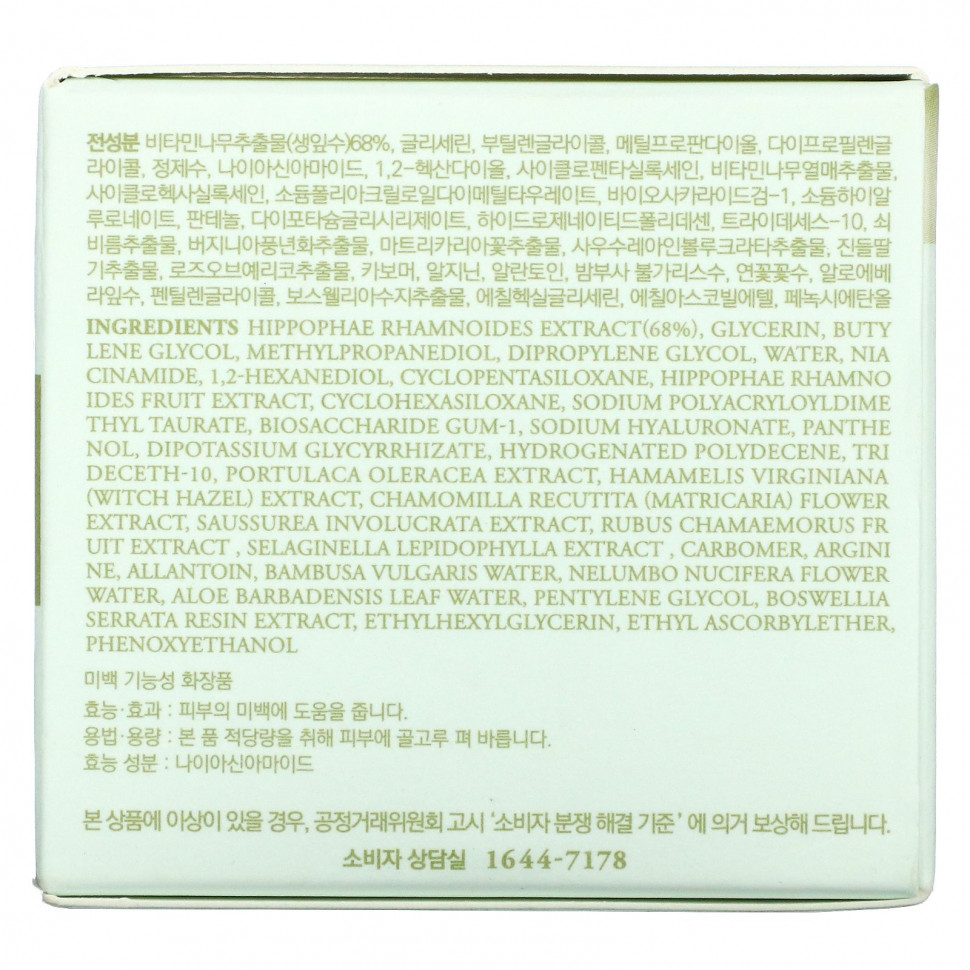 전성분 비타민나무추출물(생잎수)68%, 글리세린, 부틸렌글라이콜, 메틸프로판다이올, 다이프로필렌글
라이콜, 정제수, 나이아신아마이드, 1,2-헥산다이올, 사이클로펜타실록세인, 비타민나무열매추출물,
사이클로헥사실록세인, 소듐폴리아크릴로일다이메틸타우레이트, 바이오사카라이드검-1, 소듐하이알
루로네이트, 판테놀, 다이포타슘글리시리제이트, 하이드로제네이티드폴리데센, 트라이데세스-10, 쇠
비름추출물, 버지니아풍년화추출물, 마트리카리아꽃추출물, 사우수레아인볼루크라타추출물, 진들딸
기추출물, 로즈오브예리코추출물, 카보머, 알지닌, 알란토인, 밤부사 불가리스수, 연꽃꽃수, 알로에베
라잎수, 펜틸렌글라이콜, 보스웰리아수지추출물, 에칠헥실글리세린, 에칠아스코빌에텔, 페녹시에탄올
INGREDIENTS HIPPOPHAE RHAMNOIDES EXTRACT(68%), GLYCERIN, BUTY
LENE GLYCOL, METHYLPROPANEDIOL, DIPROPYLENE GLYCOL, WATER, NIA
CINAMIDE, 1,2-HEXANEDIOL, CYCLOPENTASILOXANE, HIPPOPHAE RHAMNO
IDES FRUIT EXTRACT, CYCLOHEXASILOXANE, SODIUM POLYACRYLOYLDIME
THYL TAURATE, BIOSACCHARIDE GUM-1, SODIUM HYALURONATE, PANTHE
NOL, DIPOTASSIUM GLYCYRRHIZATE, HYDROGENATED POLYDECENE, TRI
DECETH-10, PORTULACA OLERACEA EXTRACT, HAMAMELIS VIRGINIANA
(WITCH HAZEL) EXTRACT, CHAMOMILLA RECUTITA (MATRICARIA) FLOWER
EXTRACT, SAUSSUREA INVOLUCRATA EXTRACT, RUBUS CHAMAEMORUS FR
UIT EXTRACT , SELAGINELLA LEPIDOPHYLLA EXTRACT , CARBOMER, ARGINI
NE, ALLANTOIN, BAMBUSA VULGARIS WATER, NELUMBO NUCIFERA FLOWER
WATER, ALOE BARBADENSIS LEAF WATER, PENTYLENE GLYCOL, BOSWELLIA
SERRATA RESIN EXTRACT, ETHYLHEXYLGLYCERIN, ETHYL ASCORBYLETHER,
PHENOXYETHANOL
미백 기능성 화장품
효능·효과 : 피부의 미백에 도움을 줍니다.
용법·용량 : 본 품 적당량을 취해 피부에 골고루 펴 바릅니다.
효능 성분 : 나이아신아마이드
본 상품에 이상이 있을 경우, 공정거래위원회 고시 '소비자 분쟁 해결 기준' 에 의거 보상해 드립니다.
소비자 상담실 1644-7178